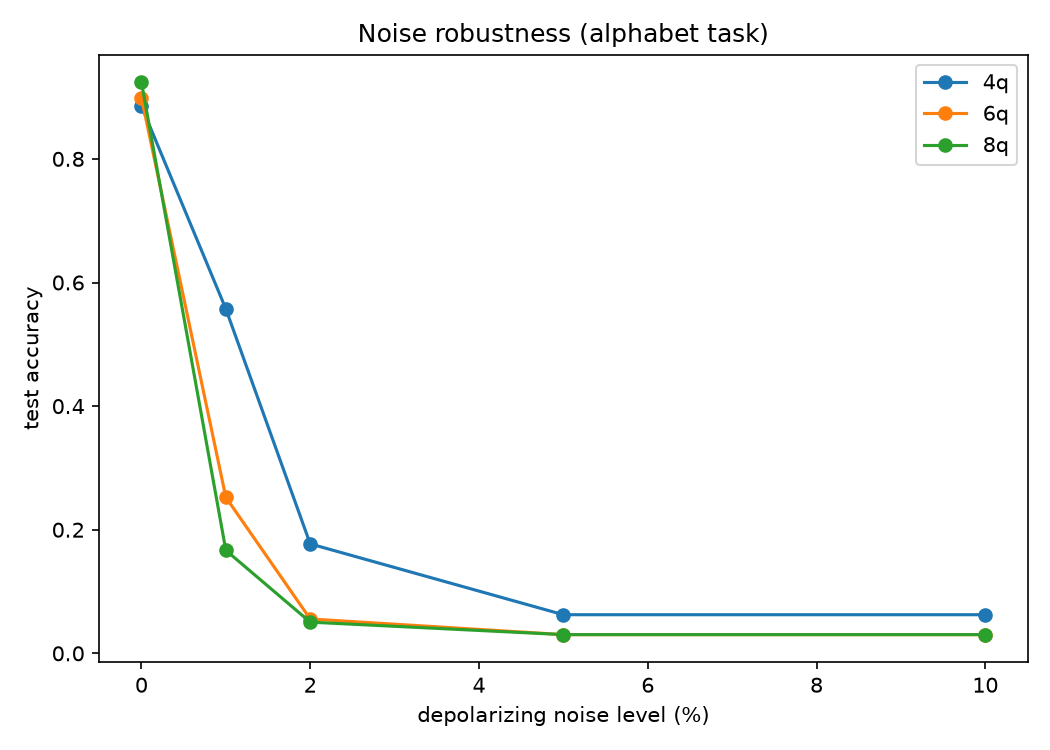 Noise robustness (alphabet task)
4q
6q
8q
0.8
0.6
0.4
0.2
0.0
test accuracy
0 2 4 6 8 10
depolarizing noise level (%)